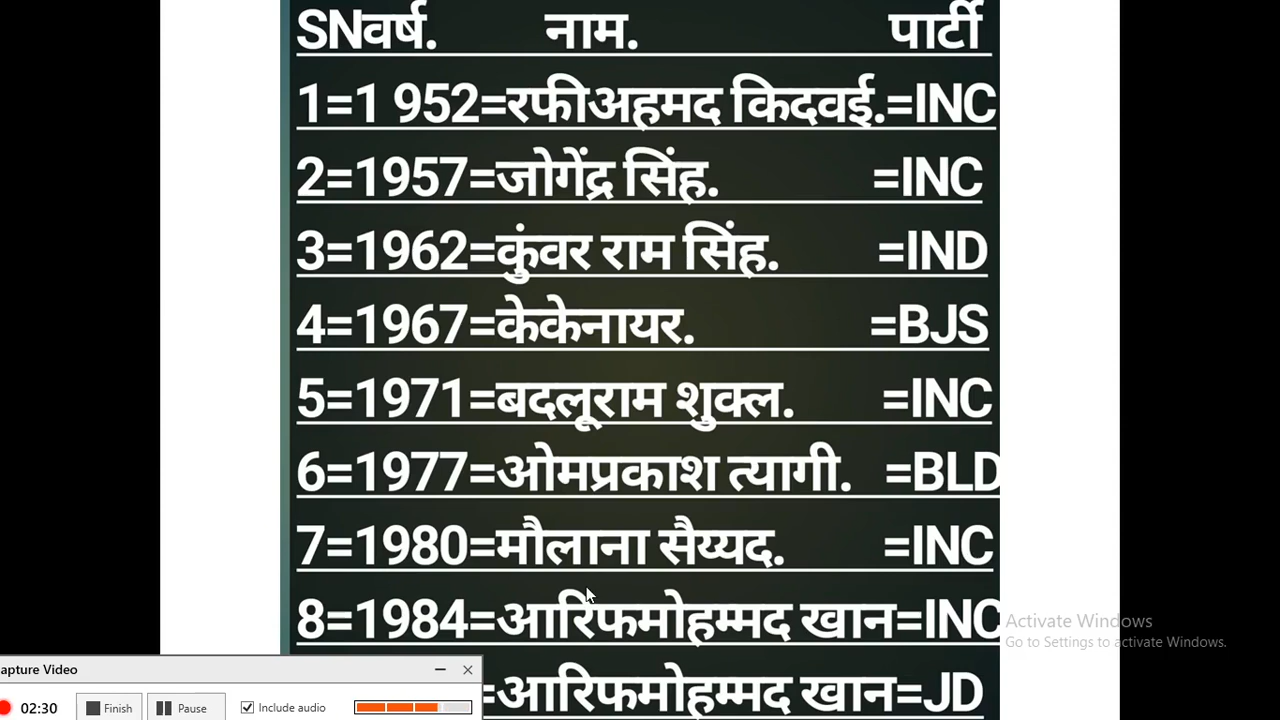 SNवर्ष. नाम. पार्टी
1=1 952=रफीअहमद किदवई.=INC
2=1957=जोगेंद्र सिंह. =INC
3=1962=कुंवर राम सिंह. =IND
4=1967=केकेनायर. =BJS
5=1971=बदलूराम शुक्ल. =INC
6=1977=ओमप्रकाश त्यागी. =BLD
7=1980=मौलाना सैय्यद. =INC
8=1984=आरिफमोहम्मद खान=INC
=आरिफमोहम्मद खान=JD
Activate Windows
Go to Settings to activate Windows.
apture Video
02:30 Finish Pause Include audio